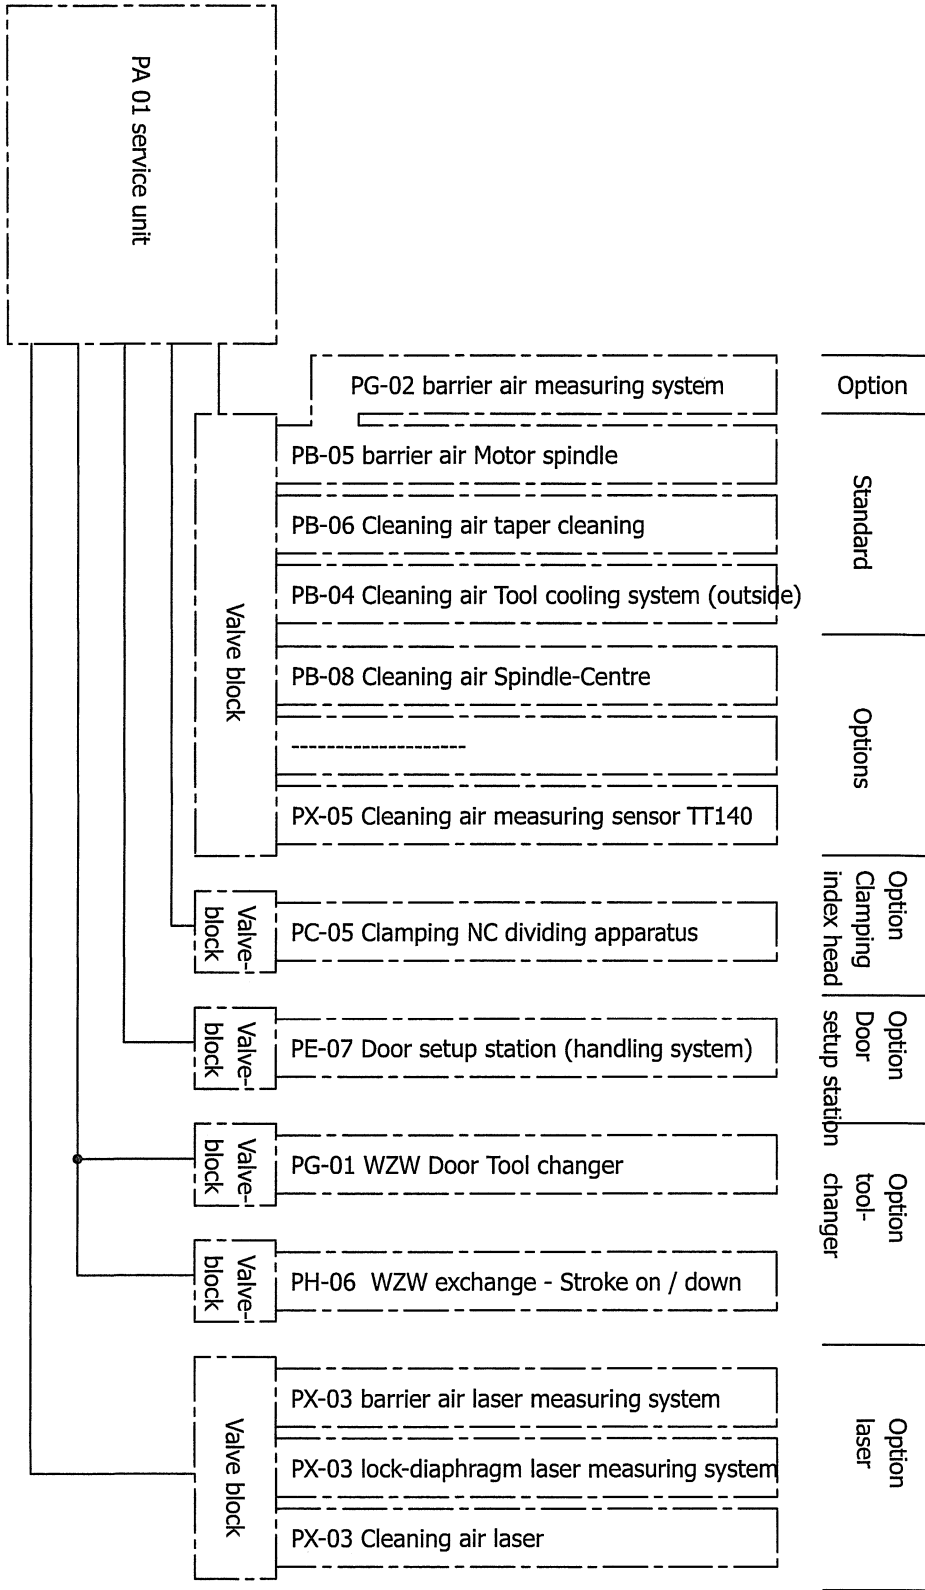 PA 01 service unit
PG-02 barrier air measuring system
Option
PB-05 barrier air Motor spindle
PB-06 Cleaning air taper cleaning
PB-04 Cleaning air Tool cooling system (outside)
Standard
Valve block
PB-08 Cleaning air Spindle-Centre
---------------------
PX-05 Cleaning air measuring sensor TT140
Options
Valve-
block
PC-05 Clamping NC dividing apparatus
Option
Clamping
index head
Valve-
block
PE-07 Door setup station (handling system)
Option
Door
setup station
Valve-
block
PG-01 WZW Door Tool changer
Option
tool-
changer
Valve-
block
PH-06 WZW exchange - Stroke on / down
Valve block
PX-03 barrier air laser measuring system
PX-03 lock-diaphragm laser measuring system
PX-03 Cleaning air laser
Option
laser